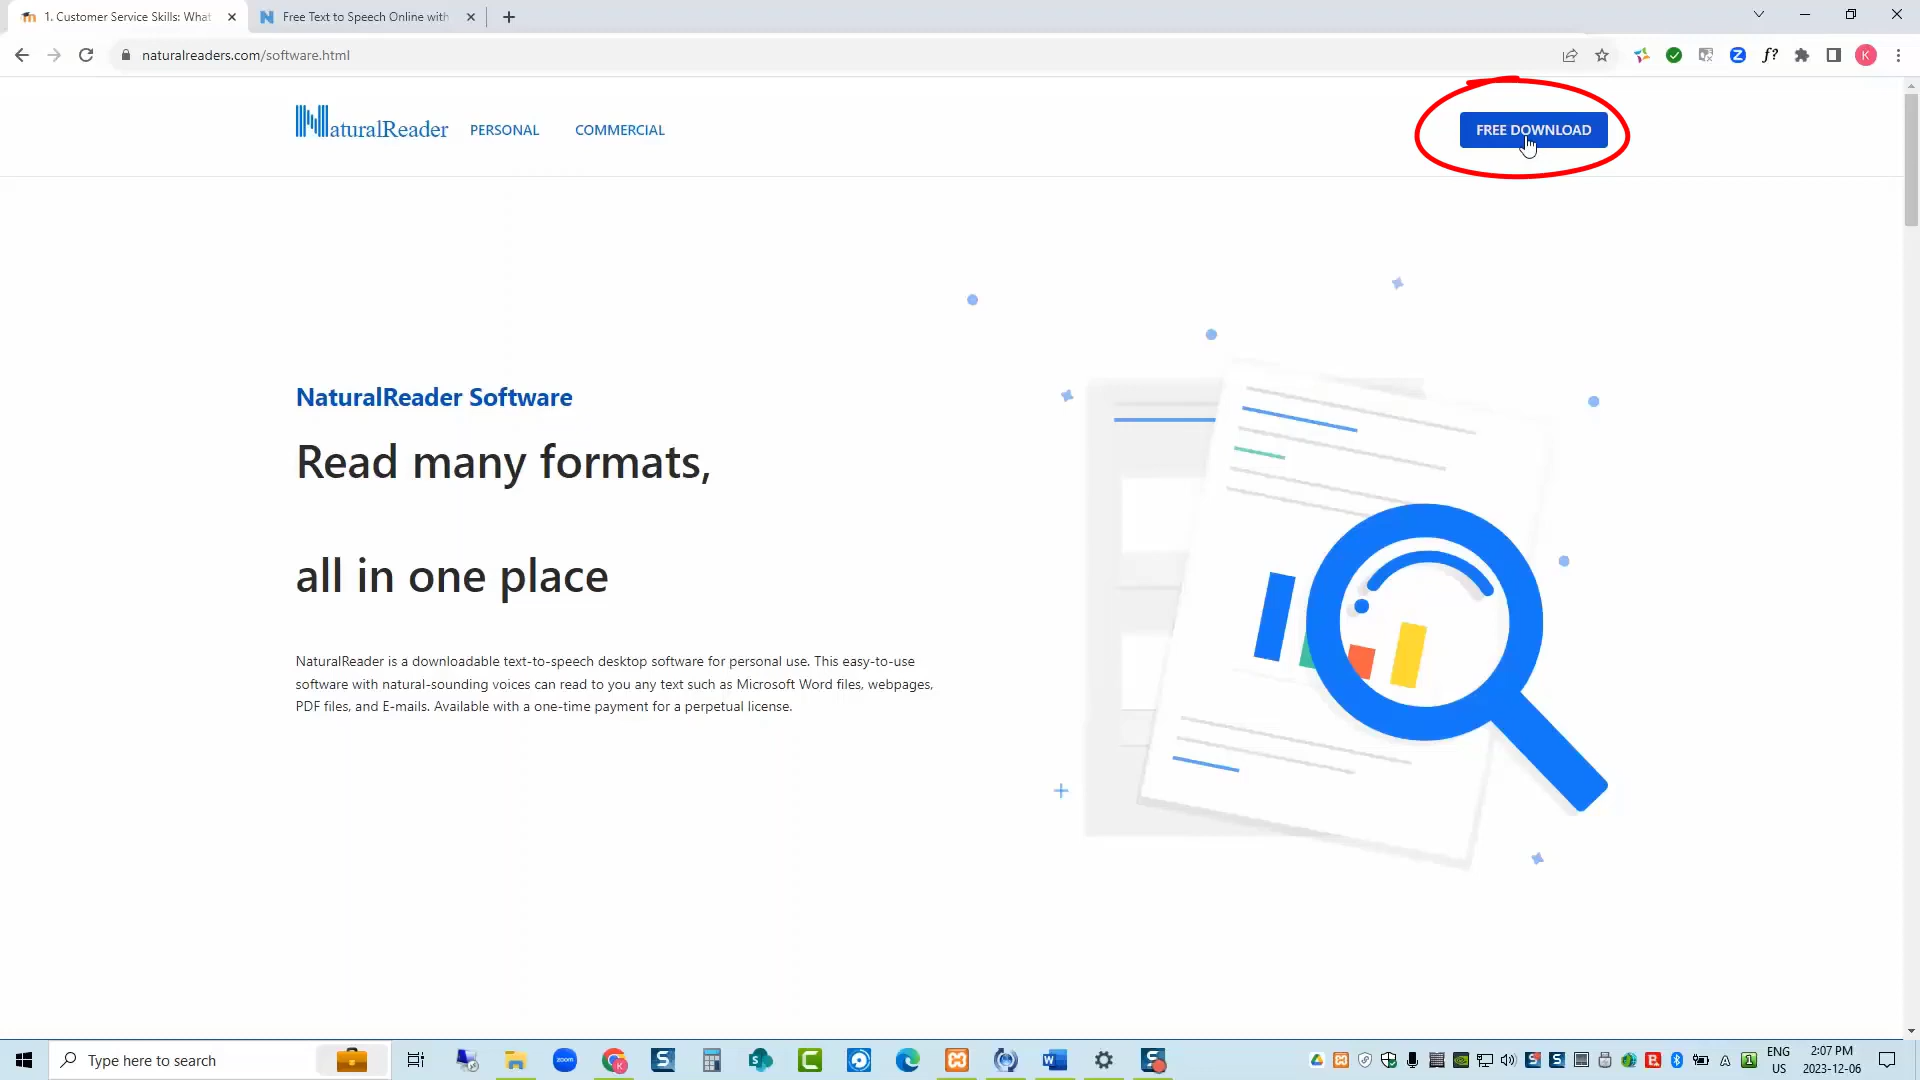 1. Customer Service Skills: What
Free Text to Speech Online with
naturalreaders.com/software.html
NaturalReader
PERSONAL
COMMERCIAL
FREE DOWNLOAD
NaturalReader Software
Read many formats,
all in one place
NaturalReader is a downloadable text-to-speech desktop software for personal use. This easy-to-use
software with natural-sounding voices can read to you any text such as Microsoft Word files, webpages,
PDF files, and E-mails. Available with a one-time payment for a perpetual license.
Type here to search
zoom
ENG
US
2:07 PM
2023-12-06